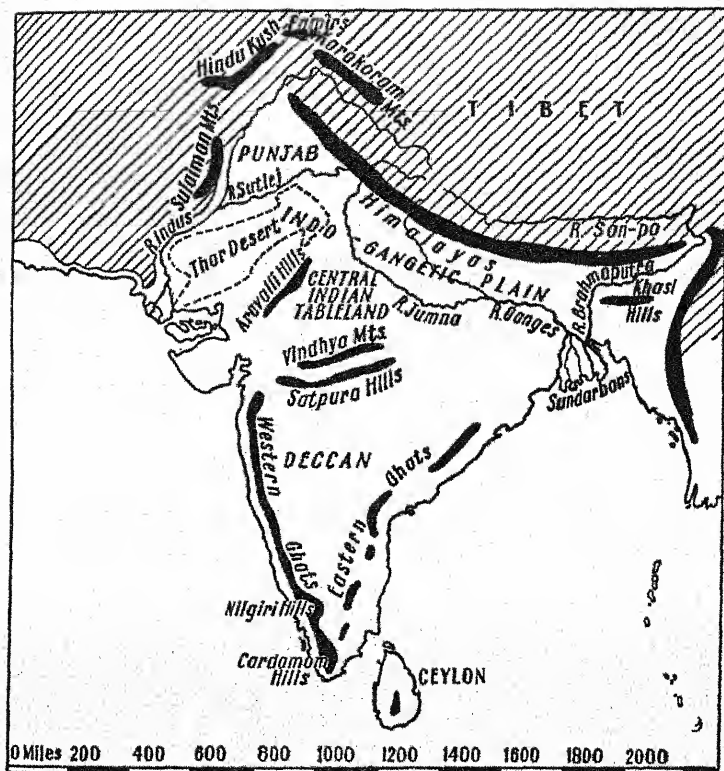 Pamirs
Hindu Kush
Karakoram
Mts.
TIBET
Sulaiman Mts.
PUNJAB
R.Sutlej
R.Indus
INDO
Thar Desert
Himalayas
R. San-po
GANGETIC PLAIN
Aravalli Hills
CENTRAL
INDIAN
TABLELAND
R.Jumna
R.Ganges
R.Brahmaputra
Khasi
Hills
Vindhya Mts.
Satpura Hills
Sundarbans
Western
Ghats
DECCAN
Eastern
Ghats
Nilgiri Hills
Cardamom
Hills
CEYLON
0 Miles 200 400 600 800 1000 1200 1400 1600 1800 2000